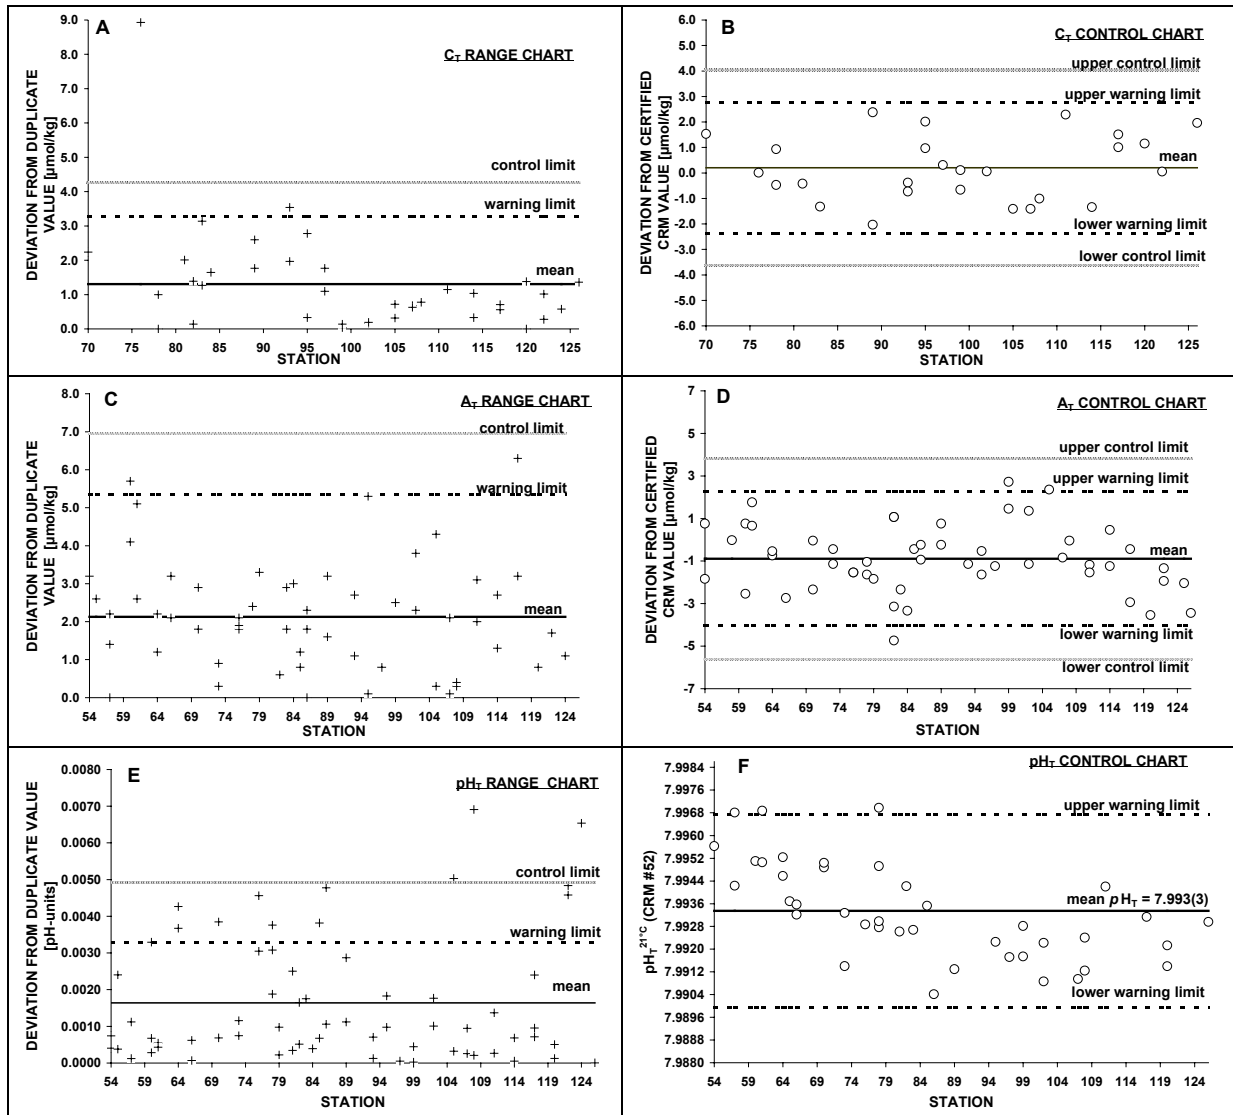 A
C_T RANGE CHART
DEVIATION FROM DUPLICATE
VALUE [µmol/kg]
9.0
8.0
7.0
6.0
5.0
4.0
3.0
2.0
1.0
0.0
control limit
warning limit
mean
70 75 80 85 90 95 100 105 110 115 120 125
STATION
B
C_T CONTROL CHART
DEVIATION FROM CERTIFIED
CRM VALUE [µmol/kg]
6.0
5.0
4.0
3.0
2.0
1.0
0.0
-1.0
-2.0
-3.0
-4.0
-5.0
-6.0
upper control limit
upper warning limit
mean
lower warning limit
lower control limit
70 75 80 85 90 95 100 105 110 115 120 125
STATION
C
A_T RANGE CHART
DEVIATION FROM DUPLICATE
VALUE [µmol/kg]
8.0
7.0
6.0
5.0
4.0
3.0
2.0
1.0
0.0
control limit
warning limit
mean
54 59 64 69 74 79 84 89 94 99 104 109 114 119 124
STATION
D
A_T CONTROL CHART
DEVIATION FROM CERTIFIED
CRM VALUE [µmol/kg]
7
5
3
1
-1
-3
-5
-7
upper control limit
upper warning limit
mean
lower warning limit
lower control limit
54 59 64 69 74 79 84 89 94 99 104 109 114 119 124
STATION
E
pH_T RANGE CHART
DEVIATION FROM DUPLICATE VALUE
[pH-units]
0.0080
0.0070
0.0060
0.0050
0.0040
0.0030
0.0020
0.0010
0.0000
control limit
warning limit
mean
54 59 64 69 74 79 84 89 94 99 104 109 114 119 124
STATION
F
pH_T CONTROL CHART
pH_T^21°C (CRM #52)
7.9984
7.9976
7.9968
7.9960
7.9952
7.9944
7.9936
7.9928
7.9920
7.9912
7.9904
7.9896
7.9888
7.9880
upper warning limit
mean pH_T = 7.993(3)
lower warning limit
54 59 64 69 74 79 84 89 94 99 104 109 114 119 124
STATION